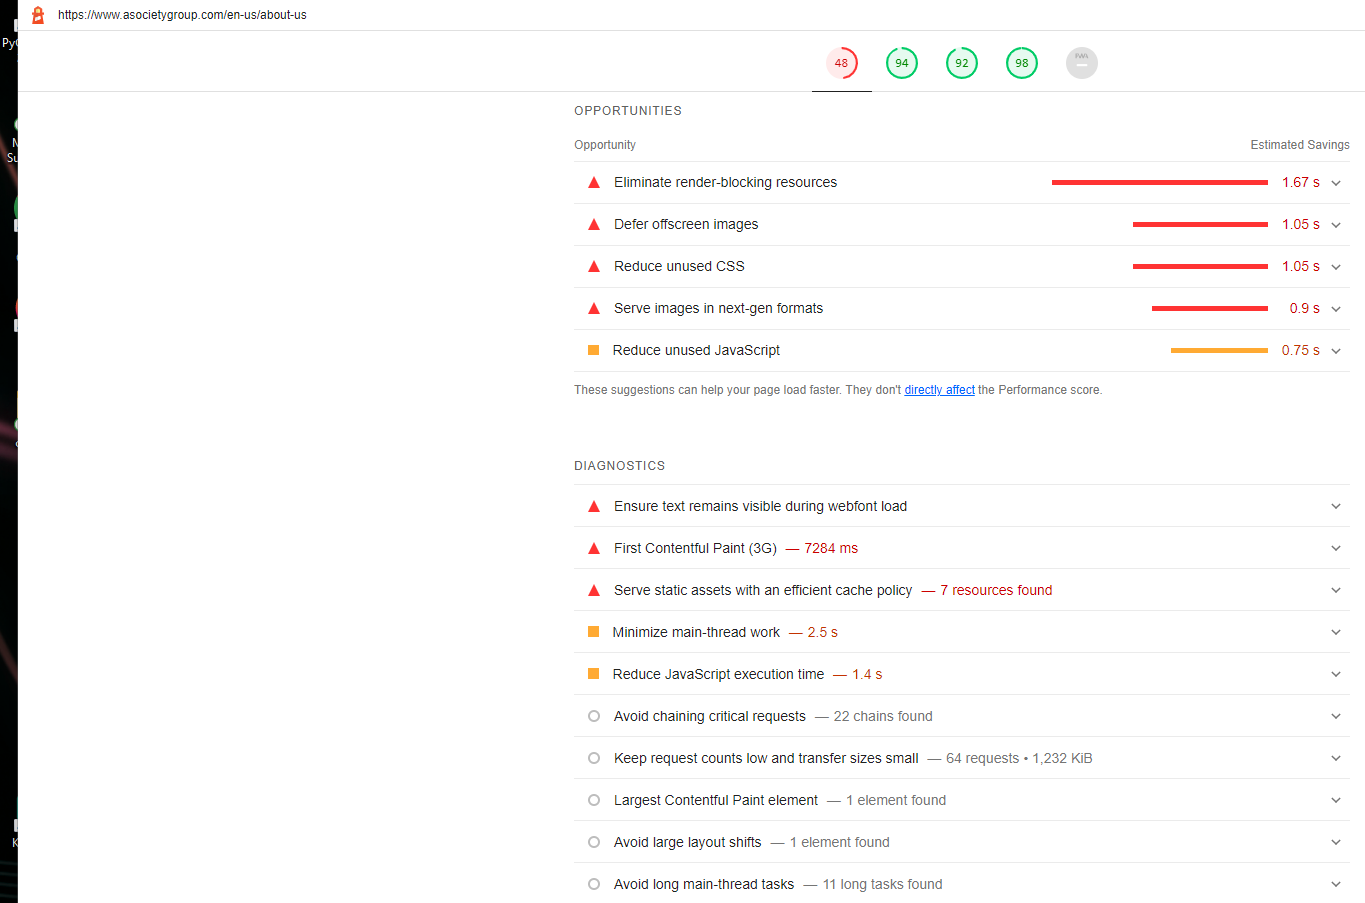 https://www.asocietygroup.com/en-us/about-us
48 94 92 98 PWA
OPPORTUNITIES
Opportunity Estimated Savings
Eliminate render-blocking resources 1.67 s
Defer offscreen images 1.05 s
Reduce unused CSS 1.05 s
Serve images in next-gen formats 0.9 s
Reduce unused JavaScript 0.75 s
These suggestions can help your page load faster. They don't directly affect the Performance score.
DIAGNOSTICS
Ensure text remains visible during webfont load
First Contentful Paint (3G) — 7284 ms
Serve static assets with an efficient cache policy — 7 resources found
Minimize main-thread work — 2.5 s
Reduce JavaScript execution time — 1.4 s
Avoid chaining critical requests — 22 chains found
Keep request counts low and transfer sizes small — 64 requests • 1,232 KiB
Largest Contentful Paint element — 1 element found
Avoid large layout shifts — 1 element found
Avoid long main-thread tasks — 11 long tasks found